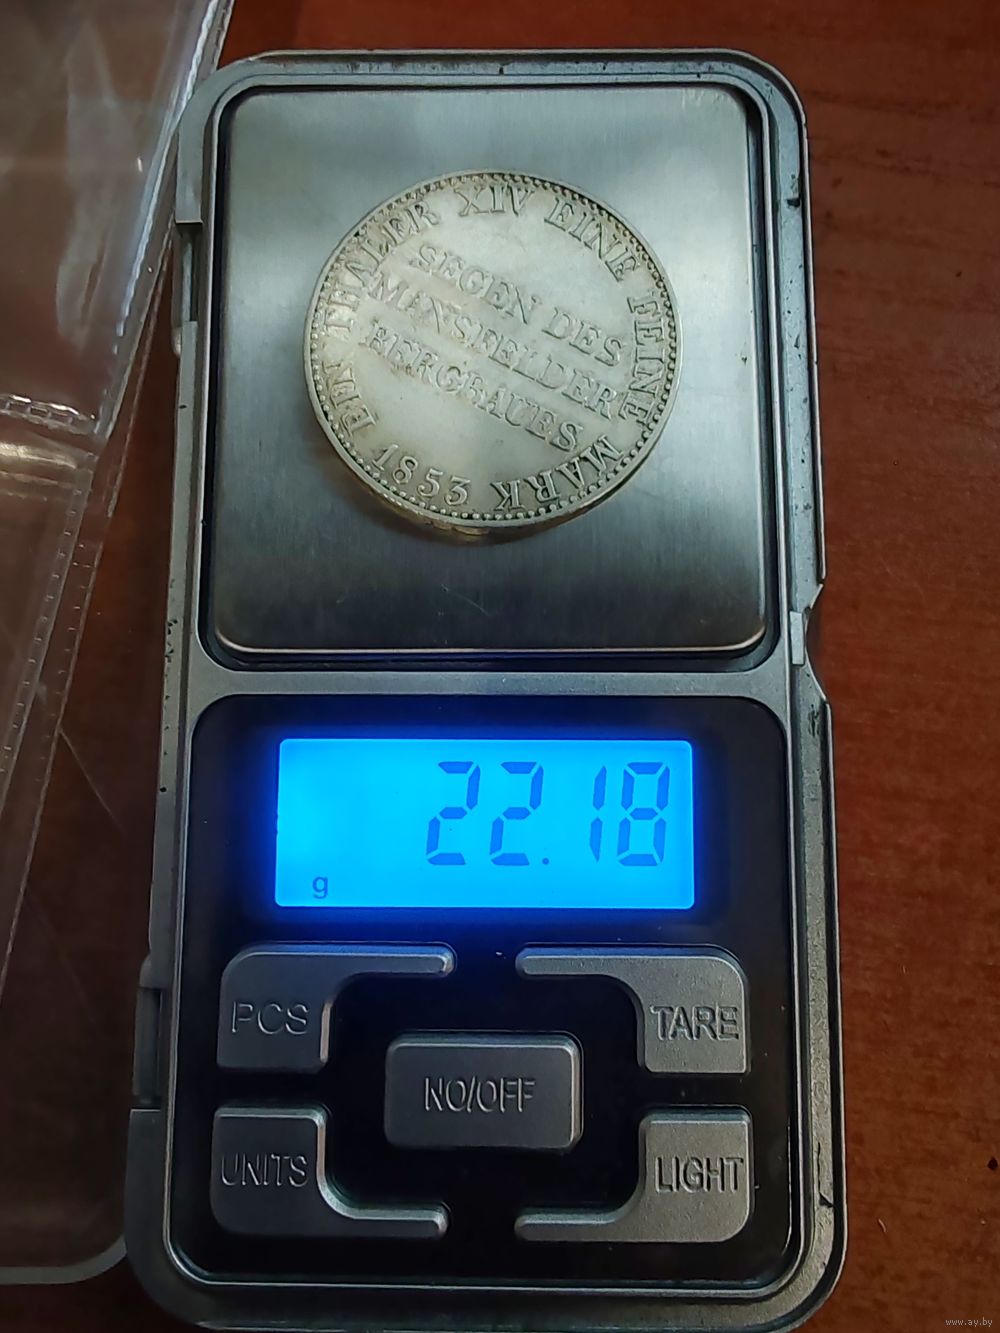 EIN THALER XIV EINE FEINE MARK
SEGEN DES
MANSFELDER
BERGBAUES
1853
22.18
g
PCS
TARE
NO/OFF
UNITS
LIGHT
www.ay.by